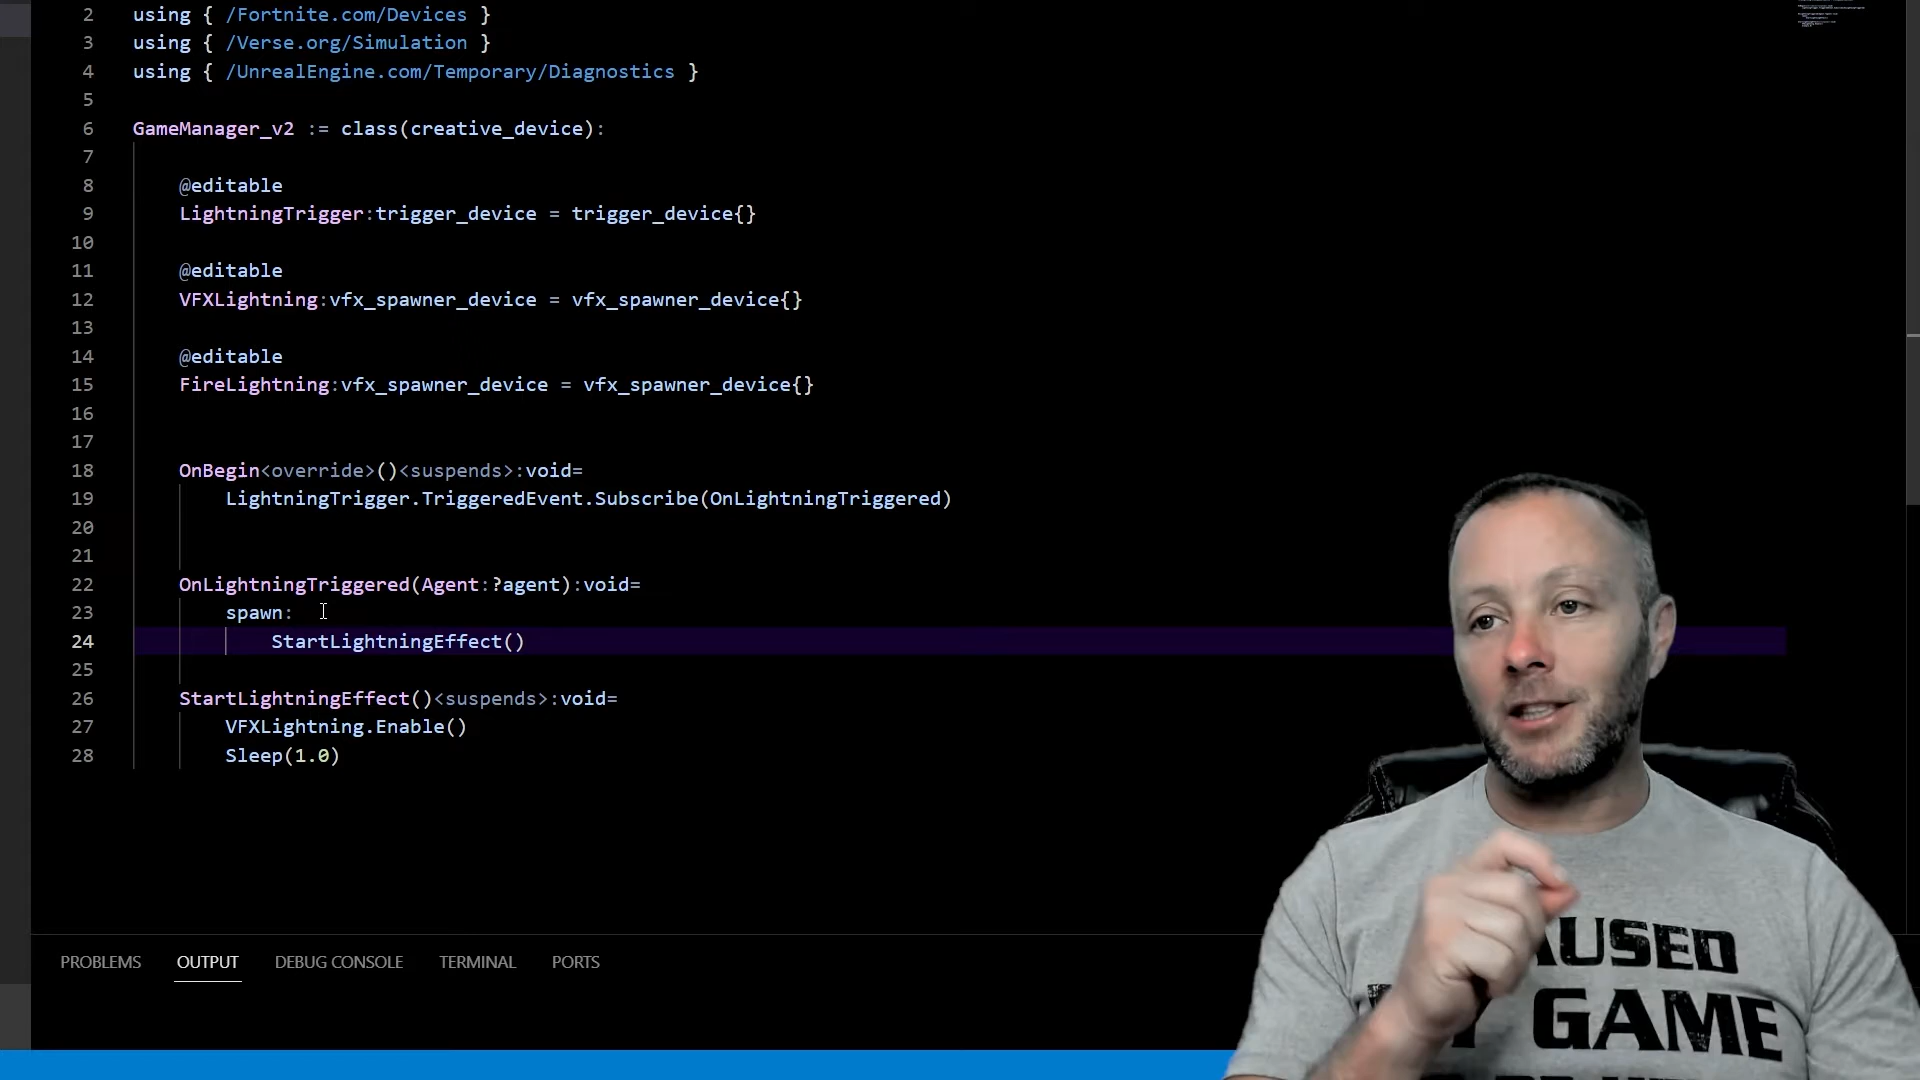 2 using { /Fortnite.com/Devices }
3 using { /Verse.org/Simulation }
4 using { /UnrealEngine.com/Temporary/Diagnostics }
5
6 GameManager_v2 := class(creative_device):
7
8 @editable
9 LightningTrigger:trigger_device = trigger_device{}
10
11 @editable
12 VFXLightning:vfx_spawner_device = vfx_spawner_device{}
13
14 @editable
15 FireLightning:vfx_spawner_device = vfx_spawner_device{}
16
17
18 OnBegin<override>()<suspends>:void=
19 LightningTrigger.TriggeredEvent.Subscribe(OnLightningTriggered)
20
21
22 OnLightningTriggered(Agent:?agent):void=
23 spawn:
24 StartLightningEffect()
25
26 StartLightningEffect()<suspends>:void=
27 VFXLightning.Enable()
28 Sleep(1.0)
PROBLEMS OUTPUT DEBUG CONSOLE TERMINAL PORTS
AUSED
GAME